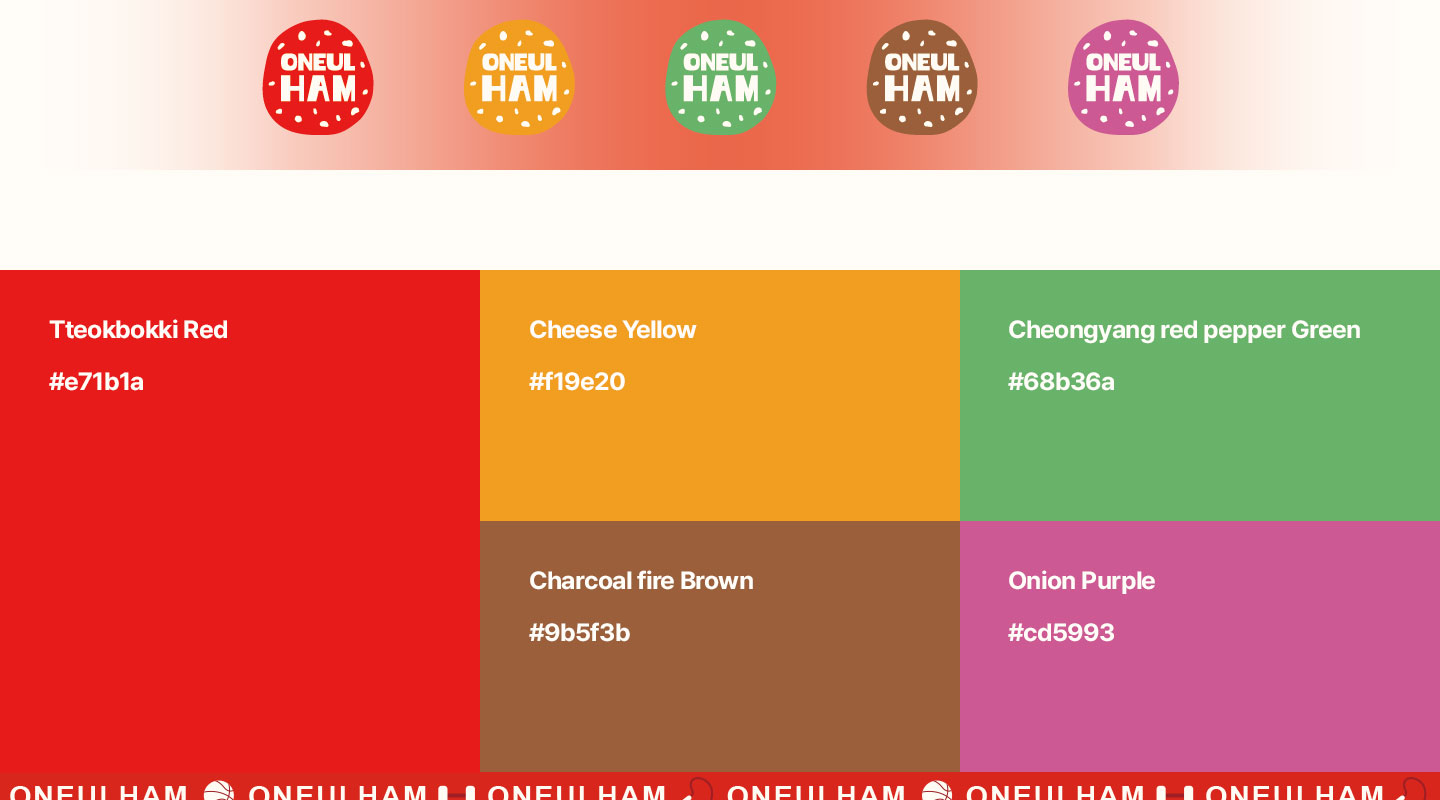 ONEUL
HAM
ONEUL
HAM
ONEUL
HAM
ONEUL
HAM
ONEUL
HAM
Tteokbokki Red
#e71b1a
Cheese Yellow
#f19e20
Cheongyang red pepper Green
#68b36a
Charcoal fire Brown
#9b5f3b
Onion Purple
#cd5993
ONEUL HAM ONEUL HAM ONEUL HAM ONEUL HAM ONEUL HAM ONEUL HAM